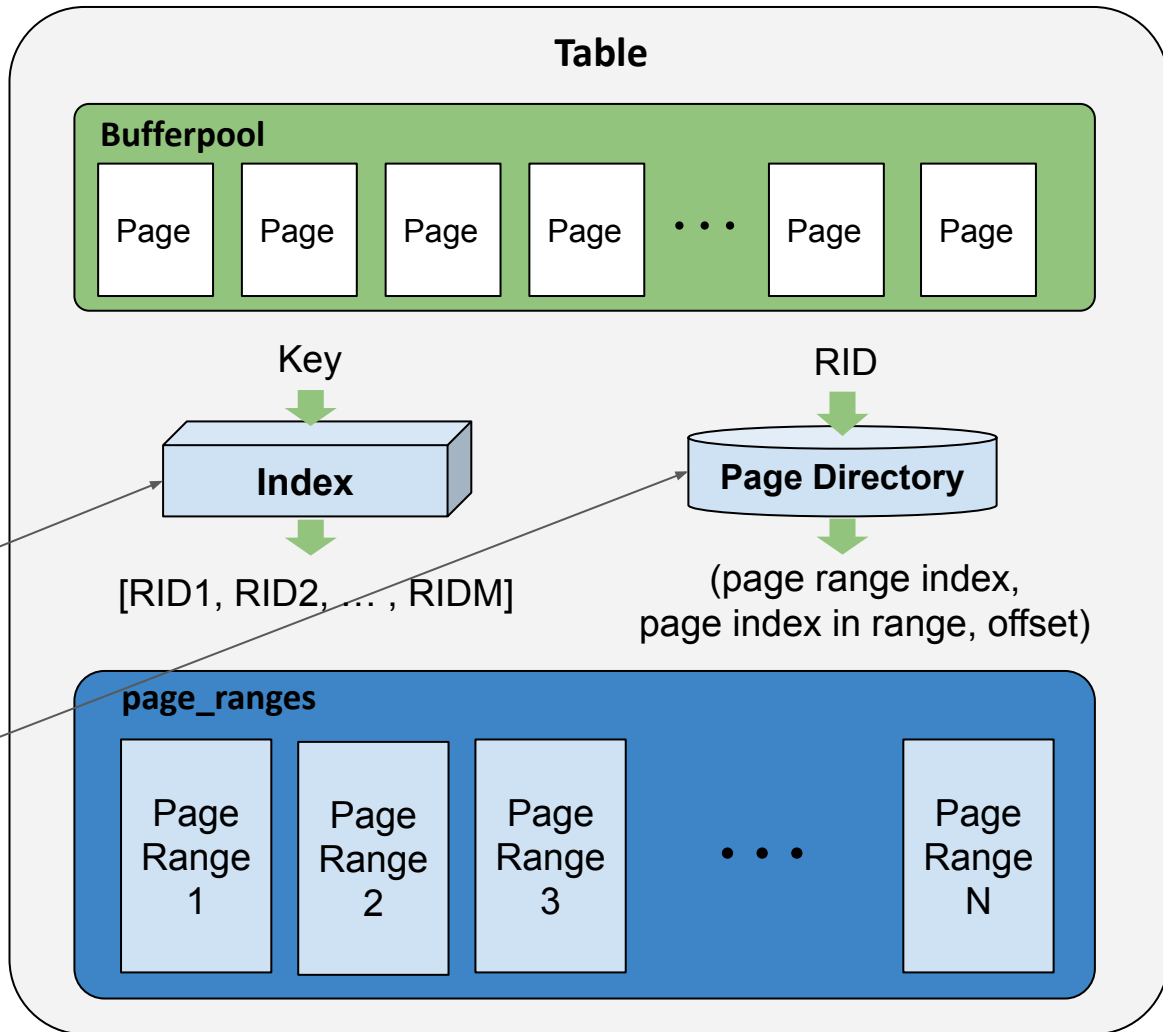 Table
Bufferpool
Page Page Page Page • • • Page Page
Key
RID
Index
Page Directory
[RID1, RID2, … , RIDM]
(page range index,
page index in range, offset)
page_ranges
Page
Range
1
Page
Range
2
Page
Range
3
• • •
Page
Range
N